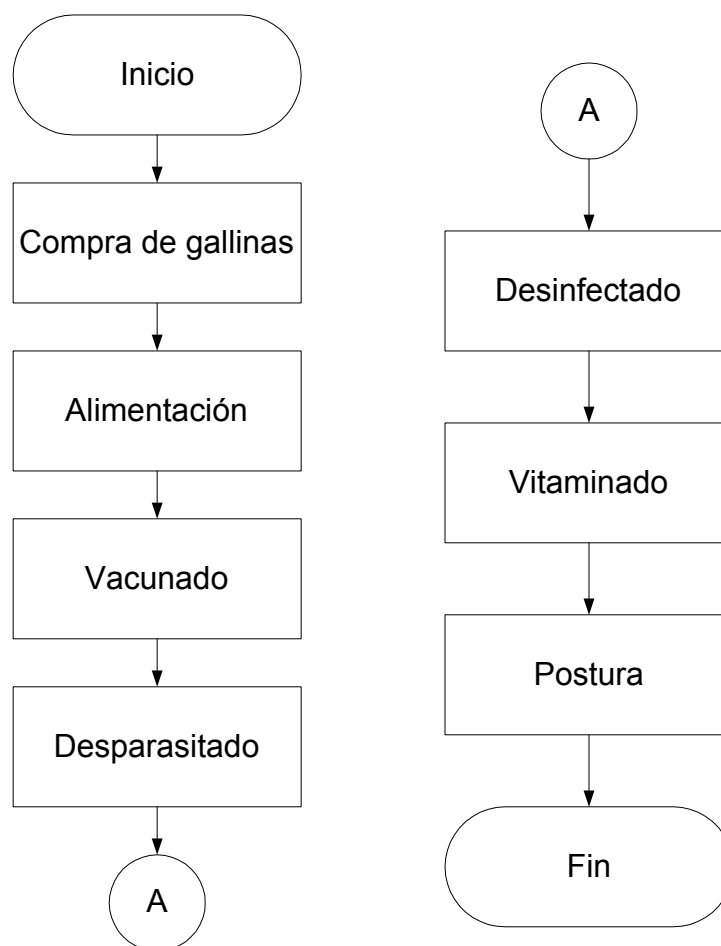 Inicio
Compra de gallinas
Alimentación
Vacunado
Desparasitado
A
A
Desinfectado
Vitaminado
Postura
Fin